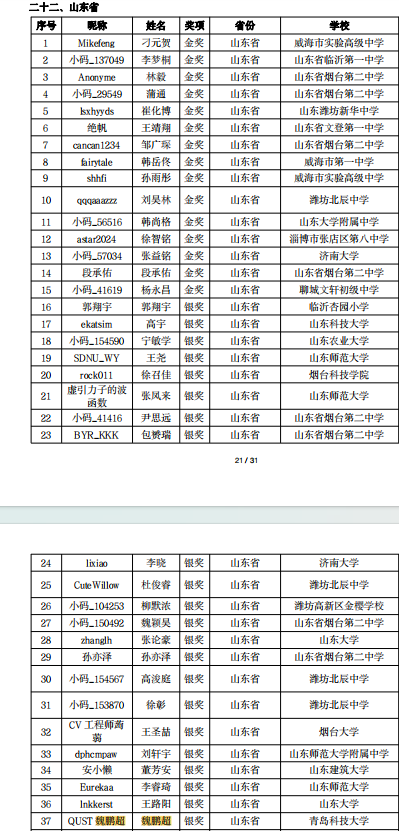 二十二、山东省
序号 昵称 姓名 奖项 省份 学校
1 Mikefeng 刁元贺 金奖 山东省 威海市实验高级中学
2 小码_137049 李梦桐 金奖 山东省 山东省临沂第一中学
3 Anonyme 林毅 金奖 山东省 山东省烟台第二中学
4 小码_29549 蒲通 金奖 山东省 山东省烟台第二中学
5 lsxhyyds 崔化博 金奖 山东省 山东潍坊新华中学
6 绝帆 王靖翔 金奖 山东省 山东省文登第一中学
7 cancan1234 邹广琛 金奖 山东省 山东省烟台第二中学
8 fairytale 韩岳佟 金奖 山东省 威海市第一中学
9 shhfi 孙雨彤 金奖 山东省 威海市实验高级中学
10 qqqaaazzz 刘昊林 金奖 山东省 潍坊北辰中学
11 小码_56516 韩尚格 金奖 山东省 山东大学附属中学
12 astar2024 徐智铭 金奖 山东省 淄博市张店区第八中学
13 小码_57034 张益铭 金奖 山东省 济南大学
14 段承佑 段承佑 金奖 山东省 山东省烟台第二中学
15 小码_41619 杨永昌 金奖 山东省 聊城文轩初级中学
16 郭翔宇 郭翔宇 银奖 山东省 临沂杏园小学
17 ekatsim 高宇 银奖 山东省 山东科技大学
18 小码_154590 宁敏学 银奖 山东省 山东农业大学
19 SDNU_WY 王尧 银奖 山东省 山东师范大学
20 rock011 徐召佳 银奖 山东省 烟台科技学院
21 虚引力子的波函数 张凤来 银奖 山东省 山东师范大学
22 小码_41416 尹思远 银奖 山东省 山东省烟台第二中学
23 BYR_KKK 包赟瑞 银奖 山东省 山东省烟台第二中学
21 / 31
24 lixiao 李晓 银奖 山东省 济南大学
25 CuteWillow 杜俊睿 银奖 山东省 潍坊北辰中学
26 小码_104253 柳默浓 银奖 山东省 潍坊高新区金樱学校
27 小码_150492 魏颖昊 银奖 山东省 山东省烟台第二中学
28 zhanglh 张论豪 银奖 山东省 山东大学
29 孙亦泽 孙亦泽 银奖 山东省 山东省烟台第二中学
30 小码_154567 高浚庭 银奖 山东省 潍坊北辰中学
31 小码_153870 徐彰 银奖 山东省 潍坊北辰中学
32 CV 工程师蒟蒻 王圣喆 银奖 山东省 烟台大学
33 dphcmpaw 刘轩宇 银奖 山东省 山东师范大学附属中学
34 安小懒 董芳安 银奖 山东省 山东建筑大学
35 Eurekaa 李睿琦 银奖 山东省 山东师范大学
36 lnkkerst 王路阳 银奖 山东省 山东大学
37 QUST 魏鹏超 魏鹏超 银奖 山东省 青岛科技大学